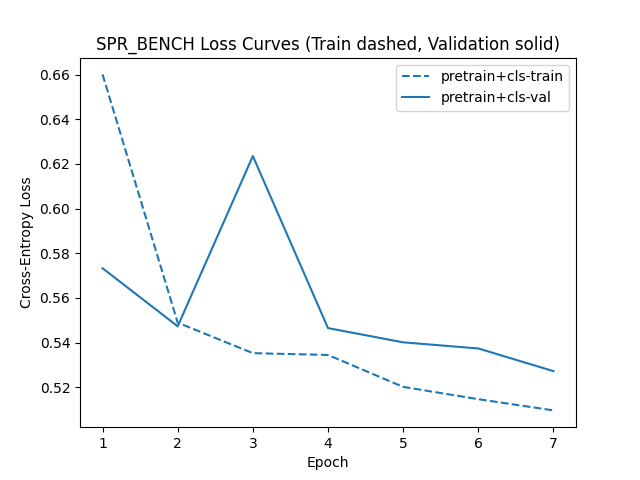 SPR_BENCH Loss Curves (Train dashed, Validation solid)
pretrain+cls-train
pretrain+cls-val
Cross-Entropy Loss
0.66
0.64
0.62
0.60
0.58
0.56
0.54
0.52
1 2 3 4 5 6 7
Epoch